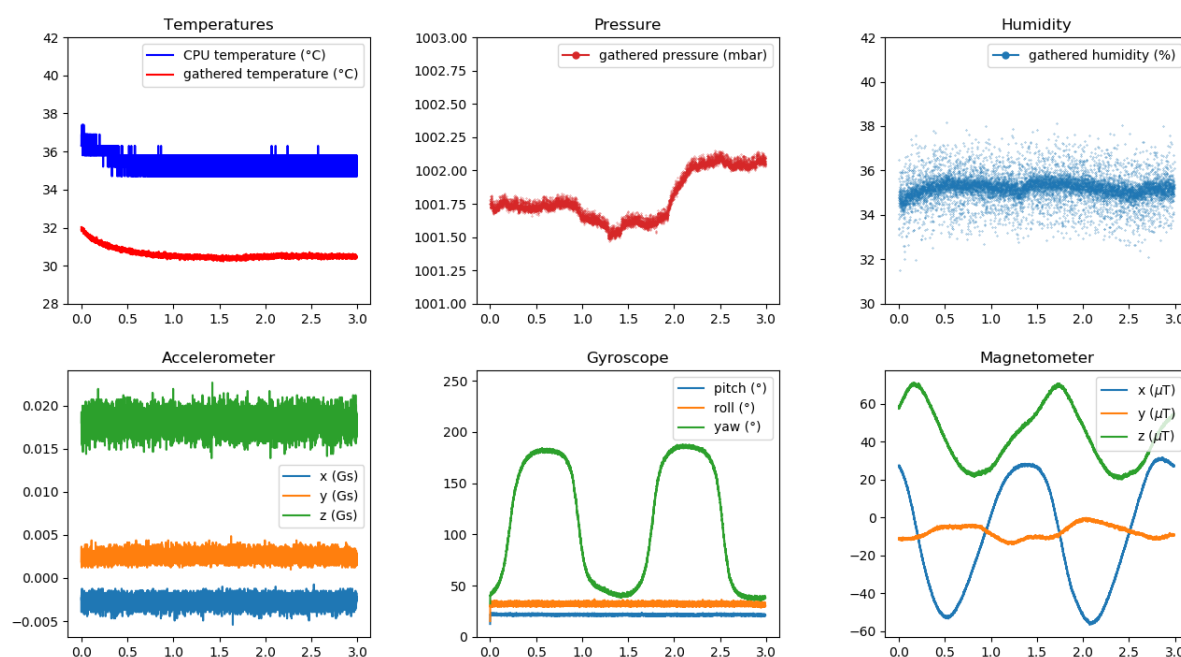 Temperatures
42
40
38
36
34
32
30
28
CPU temperature (°C)
gathered temperature (°C)
0.0 0.5 1.0 1.5 2.0 2.5 3.0
Pressure
1003.00
1002.75
1002.50
1002.25
1002.00
1001.75
1001.50
1001.25
1001.00
gathered pressure (mbar)
0.0 0.5 1.0 1.5 2.0 2.5 3.0
Humidity
42
40
38
36
34
32
30
gathered humidity (%)
0.0 0.5 1.0 1.5 2.0 2.5 3.0
Accelerometer
0.020
0.015
0.010
0.005
0.000
−0.005
x (Gs)
y (Gs)
z (Gs)
0.0 0.5 1.0 1.5 2.0 2.5 3.0
Gyroscope
250
200
150
100
50
0
pitch (°)
roll (°)
yaw (°)
0.0 0.5 1.0 1.5 2.0 2.5 3.0
Magnetometer
60
40
20
0
−20
−40
−60
x (μT)
y (μT)
z (μT)
0.0 0.5 1.0 1.5 2.0 2.5 3.0